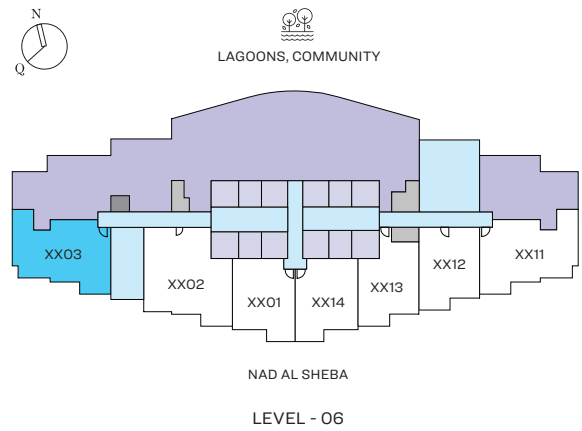 N
Q
LAGOONS, COMMUNITY
XX03
XX02
XX01
XX14
XX13
XX12
XX11
NAD AL SHEBA
LEVEL - 06